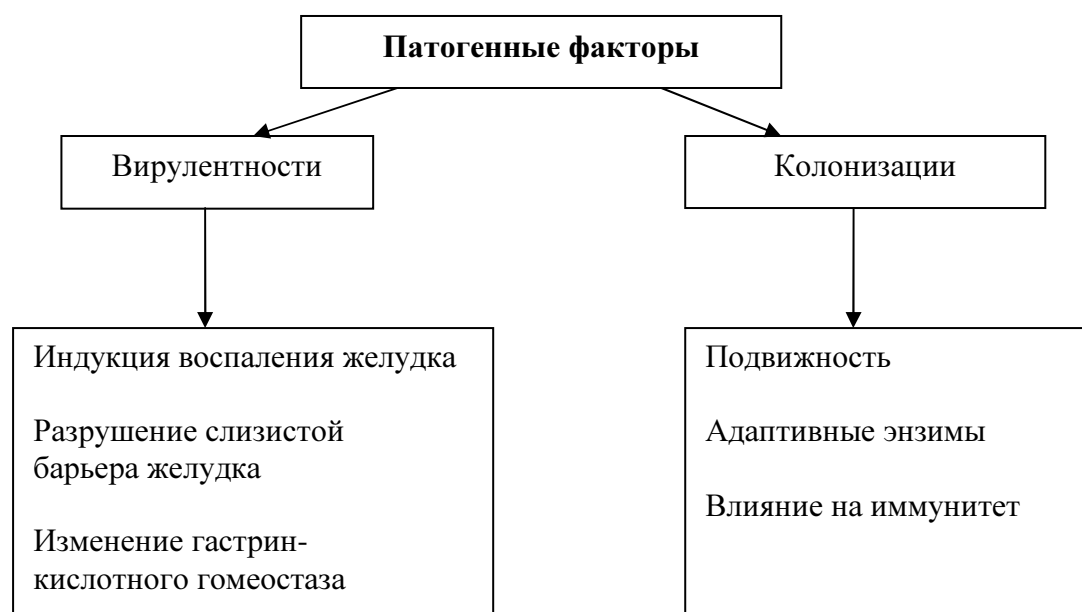 Патогенные факторы
Вирулентности
Колонизации
Индукция воспаления желудка
Разрушение слизистой
барьера желудка
Изменение гастрин-
кислотного гомеостаза
Подвижность
Адаптивные энзимы
Влияние на иммунитет